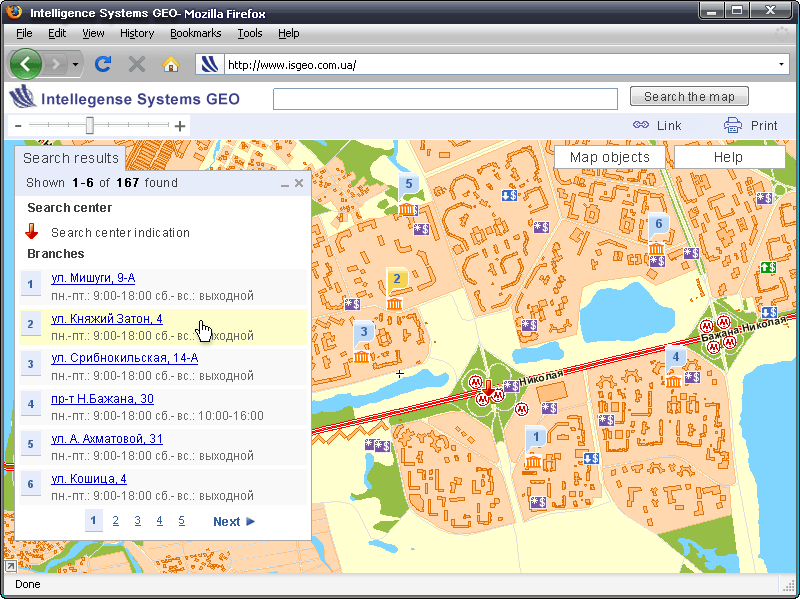 Intelligence Systems GEO- Mozilla Firefox
File Edit View History Bookmarks Tools Help
http://www.isgeo.com.ua/
Intellegense Systems GEO
Search the map
Link Print
Search results
Map objects Help
Shown 1-6 of 167 found
Search center
Search center indication
Branches
1 ул. Мишуги, 9-А
пн.-пт.: 9:00-18:00 сб.- вс.: выходной
2 ул. Княжий Затон, 4
пн.-пт.: 9:00-18:00 сб.- вс.: выходной
3 ул. Срибнокильская, 14-А
пн.-пт.: 9:00-18:00 сб.- вс.: выходной
4 пр-т Н.Бажана, 30
пн.-пт.: 9:00-18:00 сб.- вс.: 10:00-16:00
5 ул. А. Ахматовой, 31
пн.-пт.: 9:00-18:00 сб.- вс.: выходной
6 ул. Кошица, 4
пн.-пт.: 9:00-18:00 сб.- вс.: выходной
1 2 3 4 5 Next
5
6
2
3
Бажана Николая
4
Николая
1
Done